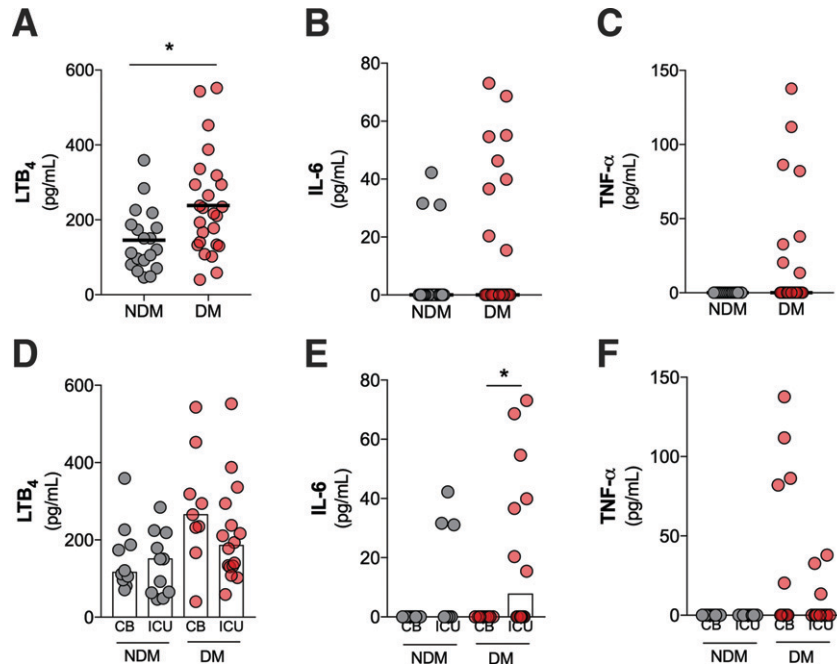 A
*
LTB4
(pg/mL)
600
400
200
0
NDM
DM
B
IL-6
(pg/mL)
80
60
40
20
0
NDM
DM
C
TNF-α
(pg/mL)
150
100
50
0
NDM
DM
D
LTB4
(pg/mL)
600
400
200
0
CB ICU CB ICU
NDM DM
E
*
IL-6
(pg/mL)
80
60
40
20
0
CB ICU CB ICU
NDM DM
F
TNF-α
(pg/mL)
150
100
50
0
CB ICU CB ICU
NDM DM